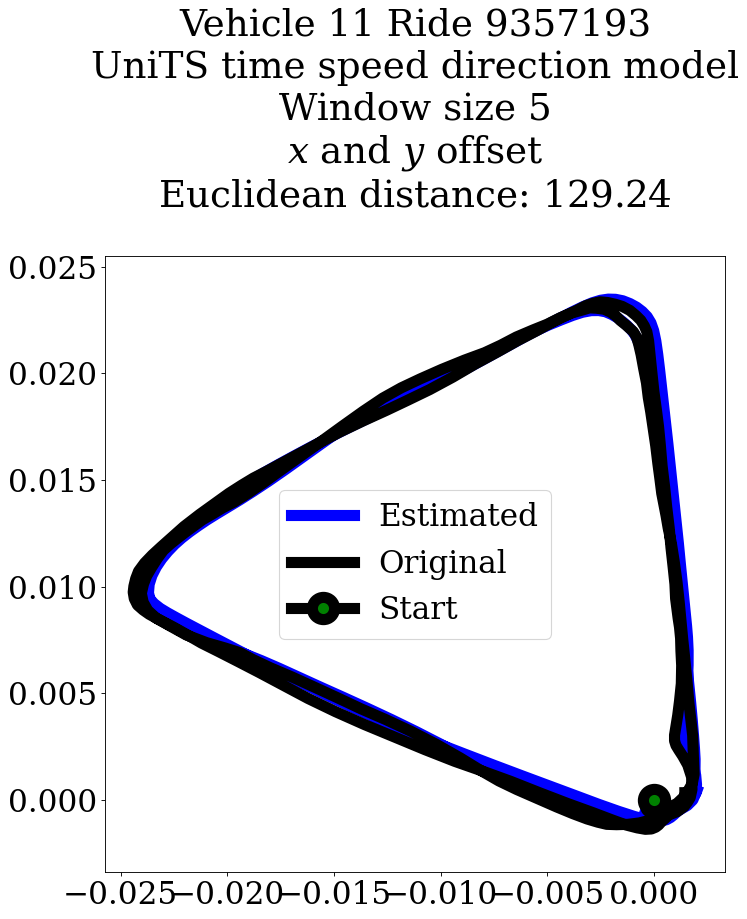 Vehicle 11 Ride 9357193
UniTS time speed direction model
Window size 5
x and y offset
Euclidean distance: 129.24
0.025
0.020
0.015
0.010
0.005
0.000
Estimated
Original
Start
−0.025 −0.020 −0.015 −0.010 −0.005 0.000